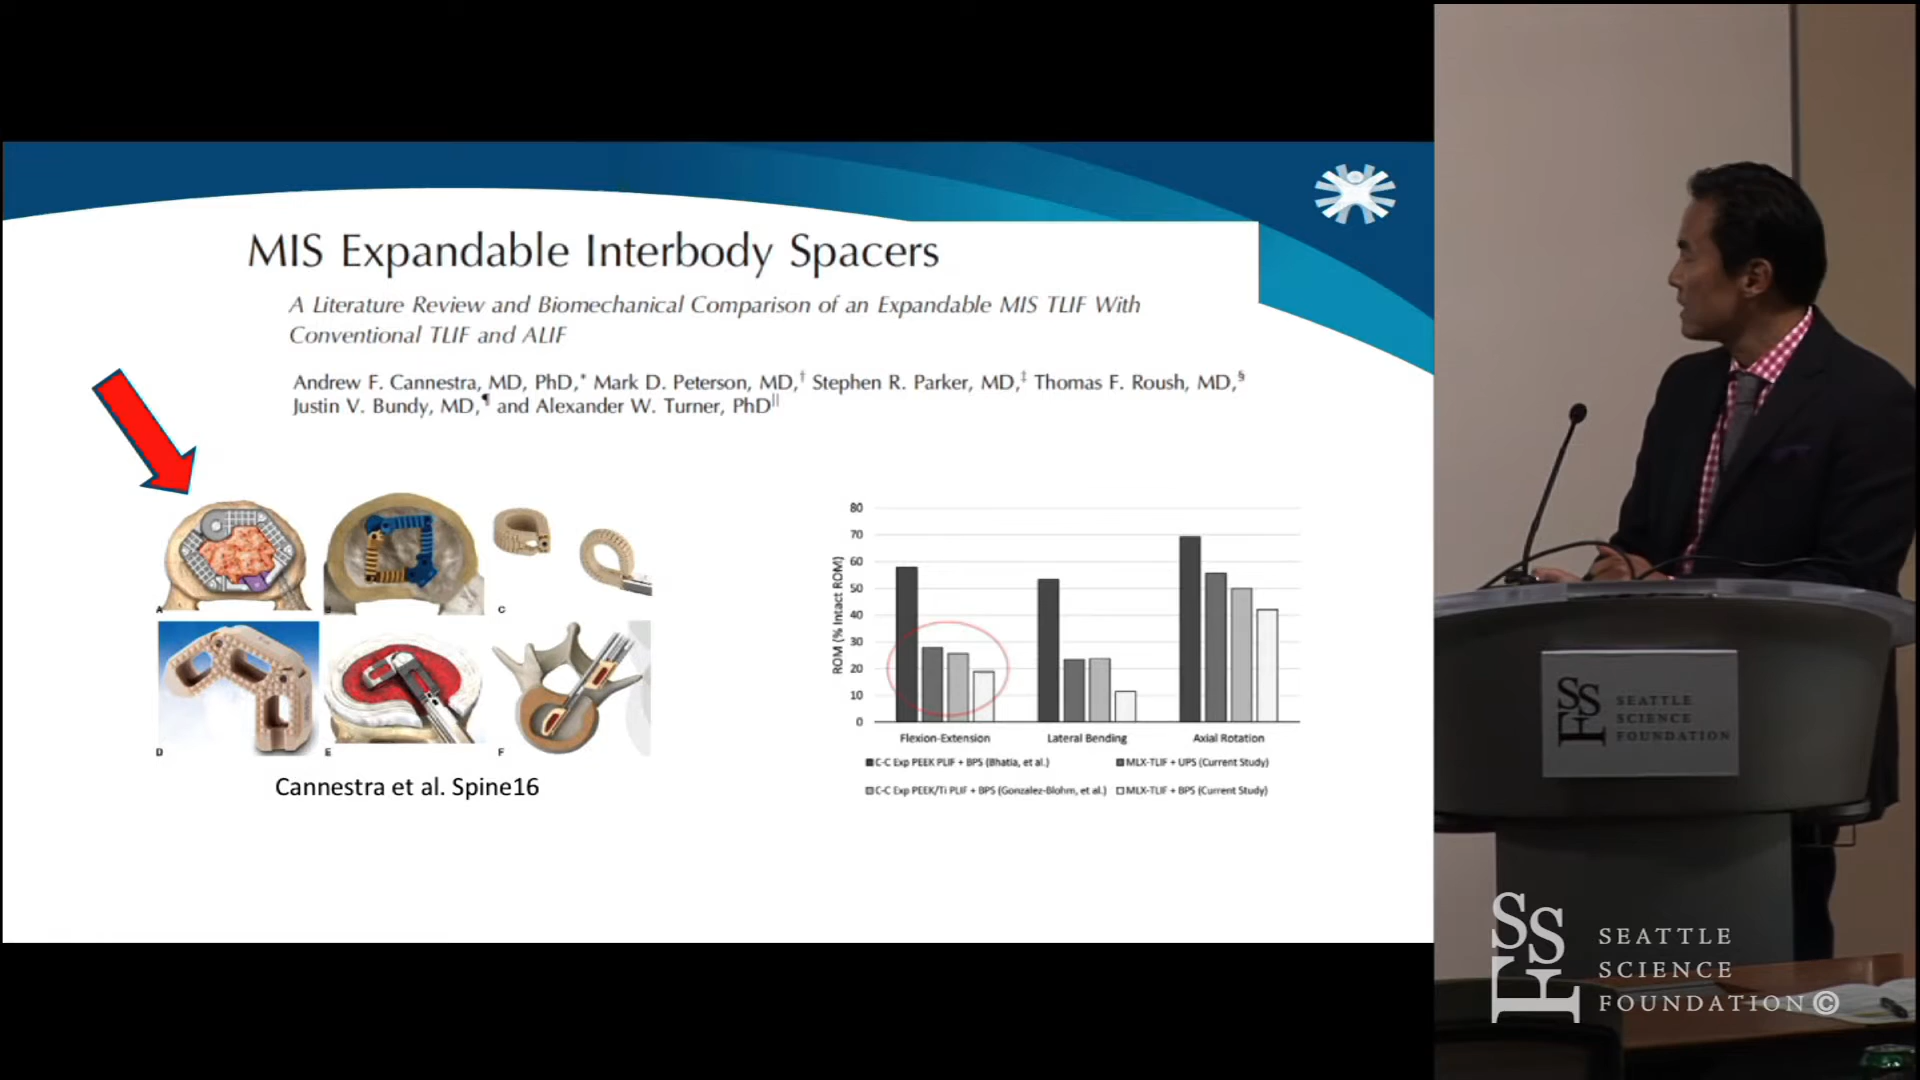 MIS Expandable Interbody Spacers
A Literature Review and Biomechanical Comparison of an Expandable MIS TLIF With
Conventional TLIF and ALIF
Andrew F. Cannestra, MD, PhD,* Mark D. Peterson, MD,† Stephen R. Parker, MD,‡ Thomas F. Roush, MD,§
Justin V. Bundy, MD,¶ and Alexander W. Turner, PhD||
A
B
C
D
E
F
Cannestra et al. Spine16
ROM (% Intact ROM)
80
70
60
50
40
30
20
10
0
Flexion-Extension
Lateral Bending
Axial Rotation
C-C Exp PEEK PLIF + BPS (Bhatia, et al.)
MLX-TLIF + UPS (Current Study)
C-C Exp PEEK/Ti PLIF + BPS (Gonzalez-Blohm, et al.)
MLX-TLIF + BPS (Current Study)
SSF
SEATTLE
SCIENCE
FOUNDATION
SSF
SEATTLE
SCIENCE
FOUNDATION©